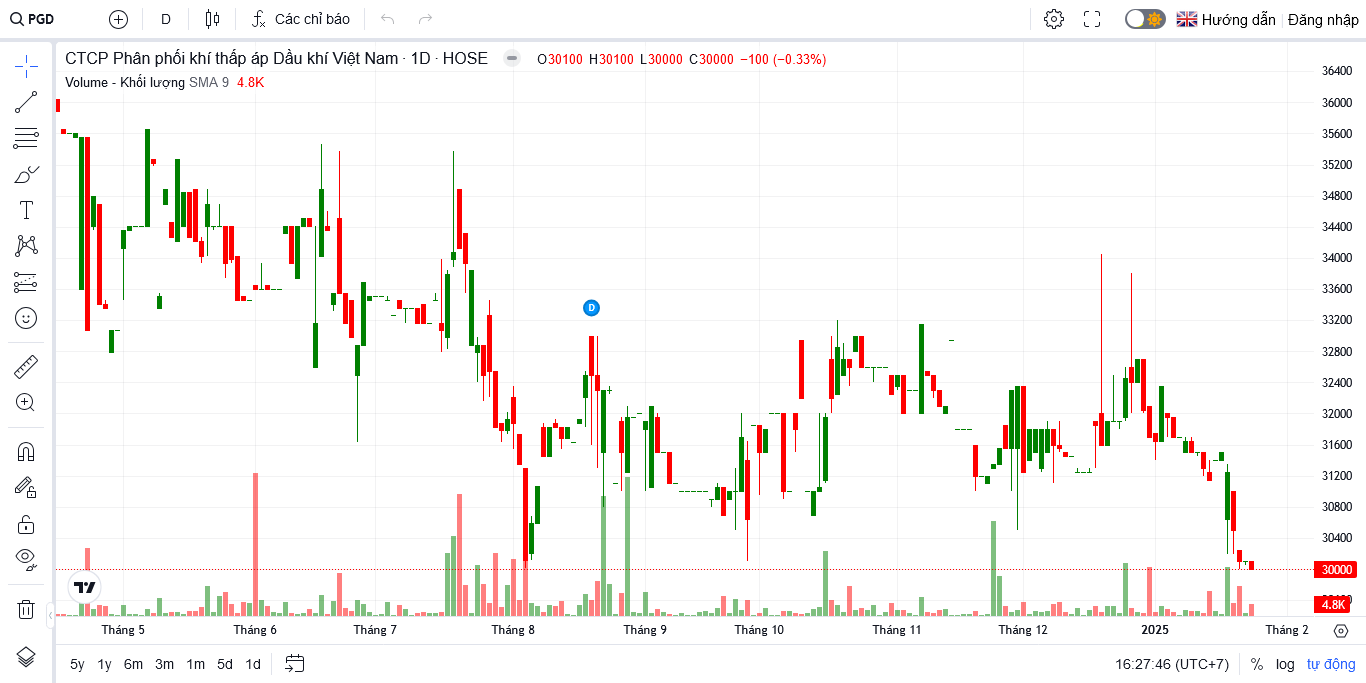 PGD D Các chỉ báo Hướng dẫn Đăng nhập
CTCP Phân phối khí thấp áp Dầu khí Việt Nam · 1D · HOSE O30100 H30100 L30000 C30000 −100 (−0.33%)
Volume - Khối lượng SMA 9 4.8K
36400
36000
35600
35200
34800
34400
34000
33600
33200
32800
32400
32000
31600
31200
30800
30400
30000
4.8K
D
Tháng 5 Tháng 6 Tháng 7 Tháng 8 Tháng 9 Tháng 10 Tháng 11 Tháng 12 2025 Tháng 2
5y 1y 6m 3m 1m 5d 1d 16:27:46 (UTC+7) % log tự động